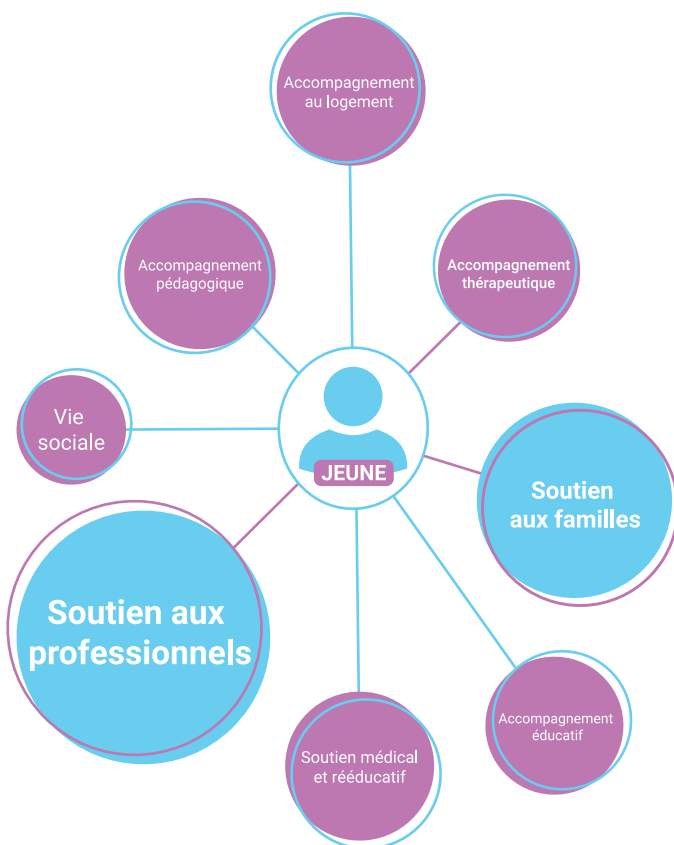 Accompagnement
au logement
Accompagnement
pédagogique
Accompagnement
thérapeutique
Vie
sociale
JEUNE
Soutien
aux familles
Soutien aux
professionnels
Accompagnement
éducatif
Soutien médical
et rééducatif